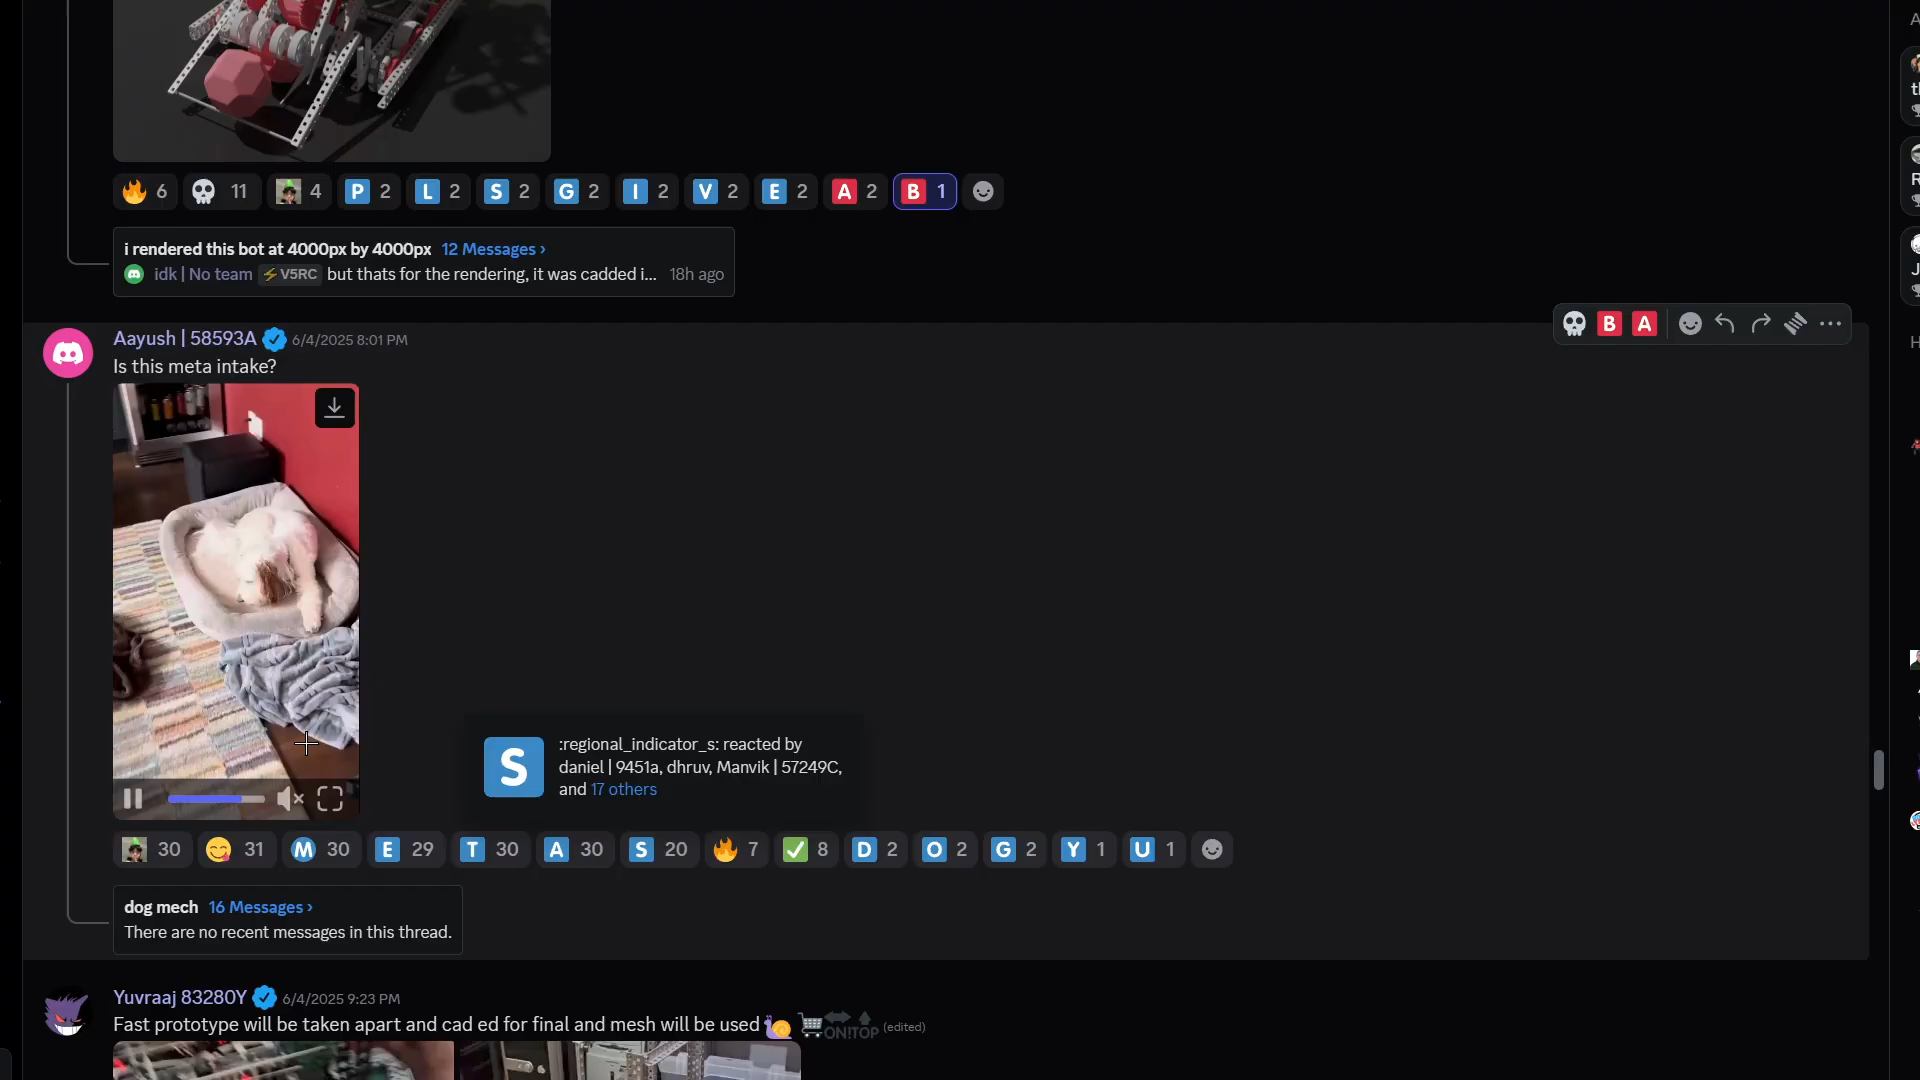 6 11 4 P 2 L 2 S 2 G 2 I 2 V 2 E 2 A 2 B 1
i rendered this bot at 4000px by 4000px 12 Messages ›
idk | No team V5RC but thats for the rendering, it was cadded i... 18h ago
Aayush | 58593A 6/4/2025 8:01 PM
B A
Is this meta intake?
S
:regional_indicator_s: reacted by
daniel | 9451a, dhruv, Manvik | 57249C,
and 17 others
30 31 M 30 E 29 T 30 A 30 S 20 7 8 D 2 O 2 G 2 Y 1 U 1
dog mech 16 Messages ›
There are no recent messages in this thread.
Yuvraaj 83280Y 6/4/2025 9:23 PM
Fast prototype will be taken apart and cad ed for final and mesh will be used ON!TOP (edited)